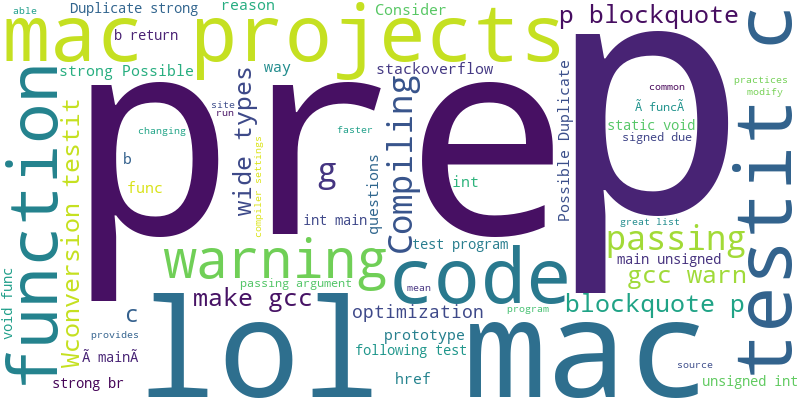 able
Duplicate strong
reason
Consider
p blockquote
mac projects
b return
strong Possible
way
stackoverflow
pre
p
function
testit c
Wconversion testit
wide types
compiler settings
Compiling
questions
Possible Duplicate
site
run
changing
faster
g
b
func
int
int main
common
Ã funcÃ
static void
signed due
practices
modify
great list
passing
main unsigned
gcc warn
warning
test program
passing argument
mean
code
program
make gcc
optimization
blockquote p
void func
c
provides
Ã mainÃ
strong br
lol
mac
prototype
following test
href
source
unsigned int